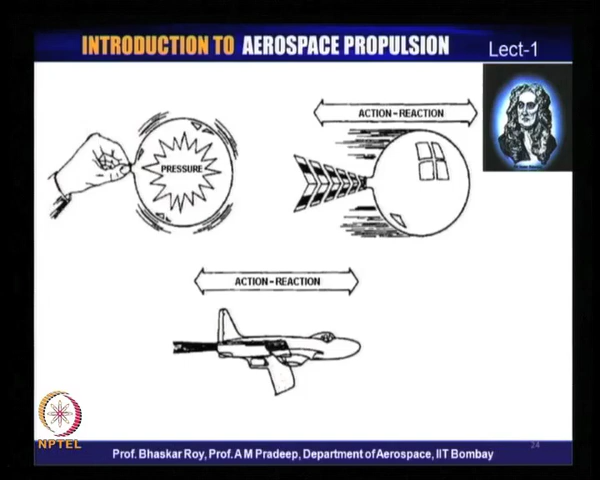 INTRODUCTION TO AEROSPACE PROPULSION
Lect-1
ACTION-REACTION
PRESSURE
ACTION-REACTION
NPTEL
24
Prof. Bhaskar Roy, Prof. A M Pradeep, Department of Aerospace, IIT Bombay